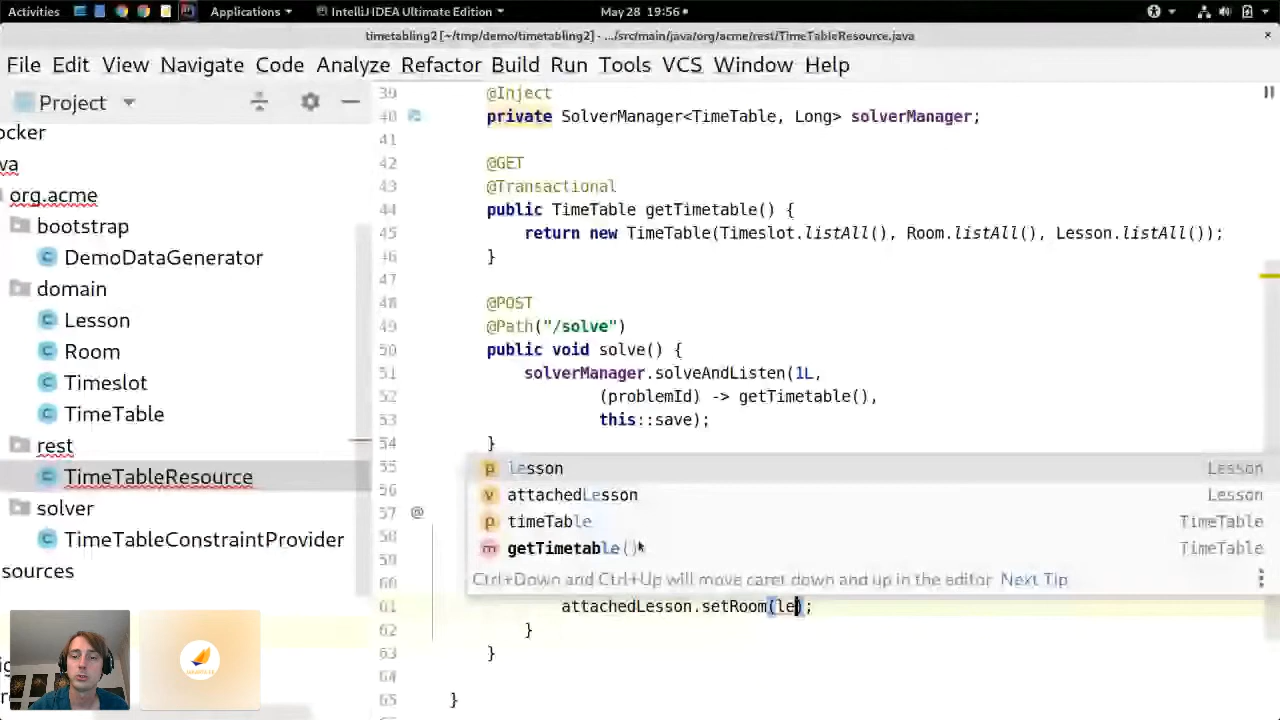 Activities Applications IntelliJ IDEA Ultimate Edition May 28 19:56
timetabling2 [~/tmp/demo/timetabling2] - .../src/main/java/org/acme/rest/TimeTableResource.java
File Edit View Navigate Code Analyze Refactor Build Run Tools VCS Window Help
Project
ocker
va
org.acme
bootstrap
DemoDataGenerator
domain
Lesson
Room
Timeslot
TimeTable
rest
TimeTableResource
solver
TimeTableConstraintProvider
sources
39 @Inject
40 private SolverManager<TimeTable, Long> solverManager;
41
42 @GET
43 @Transactional
44 public TimeTable getTimetable() {
45 return new TimeTable(Timeslot.listAll(), Room.listAll(), Lesson.listAll());
46 }
47
48 @POST
49 @Path("/solve")
50 public void solve() {
51 solverManager.solveAndListen(1L,
52 (problemId) -> getTimetable(),
53 this::save);
54 }
55
56
57 @
58
59
60
61 attachedLesson.setRoom(le);
62 }
63 }
64
65 }
p lesson Lesson
v attachedLesson Lesson
p timeTable TimeTable
m getTimetable() TimeTable
Ctrl+Down and Ctrl+Up will move caret down and up in the editor Next Tip